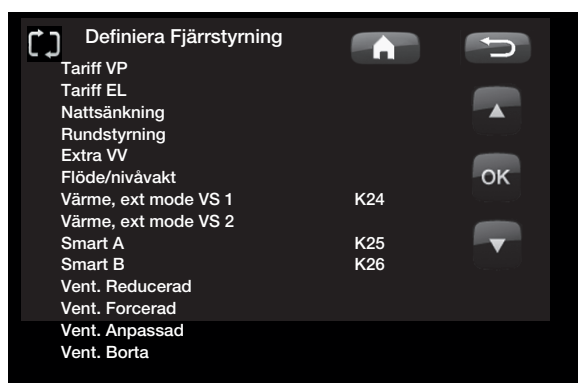 Definiera Fjärrstyrning
Tariff VP
Tariff EL
Nattsänkning
Rundstyrning
Extra VV
Flöde/nivåvakt
OK
Värme, ext mode VS 1 K24
Värme, ext mode VS 2
Smart A K25
Smart B K26
Vent. Reducerad
Vent. Forcerad
Vent. Anpassad
Vent. Borta